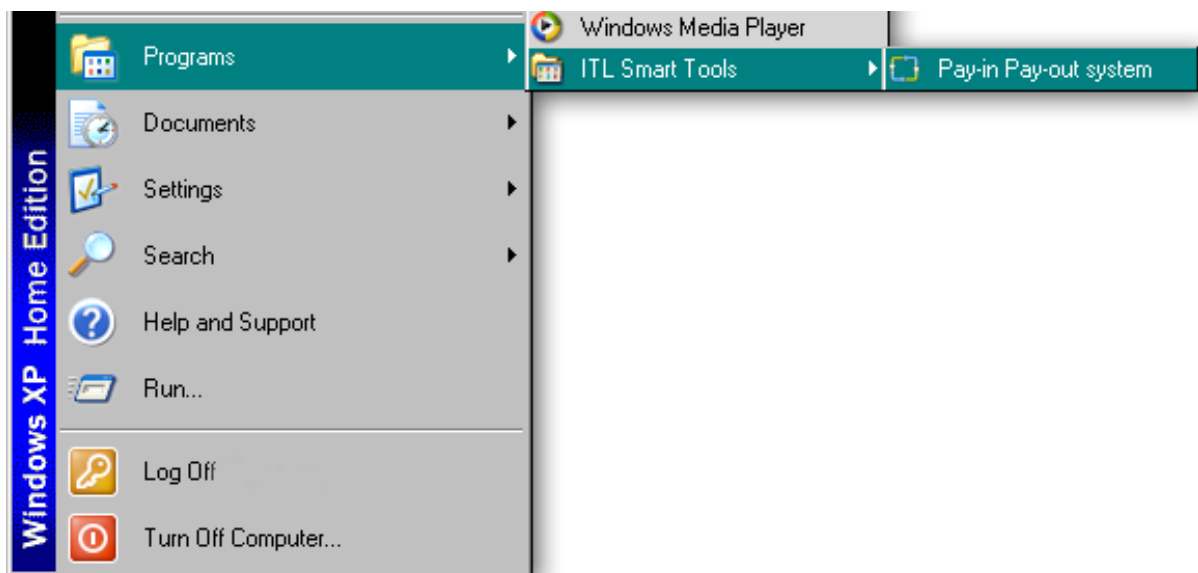 Windows XP Home Edition
Programs
Documents
Settings
Search
Help and Support
Run...
Log Off
Turn Off Computer...
Windows Media Player
ITL Smart Tools
Pay-in Pay-out system